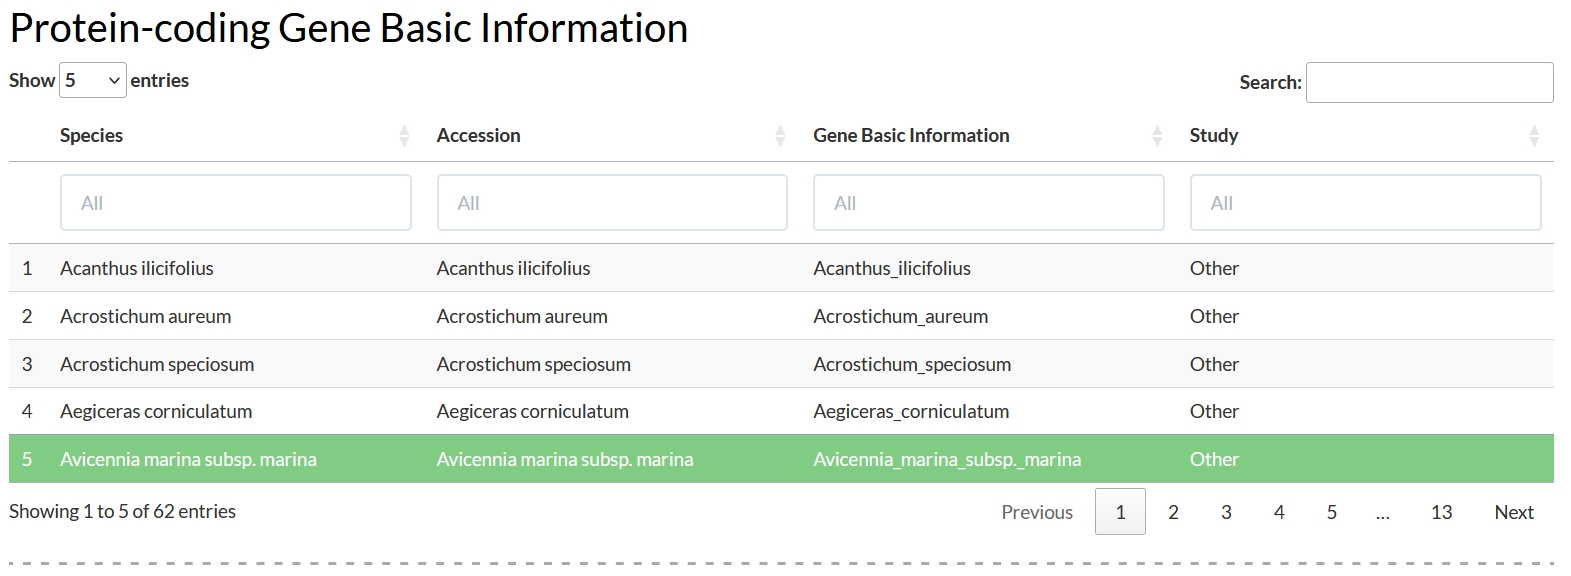 Protein-coding Gene Basic Information
Show 5 entries Search:
Species Accession Gene Basic Information Study
All All All All
1 Acanthus ilicifolius Acanthus ilicifolius Acanthus_ilicifolius Other
2 Acrostichum aureum Acrostichum aureum Acrostichum_aureum Other
3 Acrostichum speciosum Acrostichum speciosum Acrostichum_speciosum Other
4 Aegiceras corniculatum Aegiceras corniculatum Aegiceras_corniculatum Other
5 Avicennia marina subsp. marina Avicennia marina subsp. marina Avicennia_marina_subsp._marina Other
Showing 1 to 5 of 62 entries Previous 1 2 3 4 5 ... 13 Next